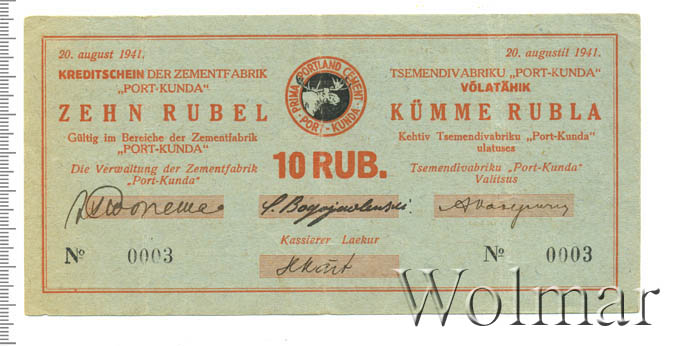 20. august 1941.
KREDITSCHEIN DER ZEMENTFABRIK
„PORT-KUNDA"
ZEHN RUBEL
Gültig im Bereiche der Zementfabrik
„PORT-KUNDA"
Die Verwaltung der Zementfabrik
„Port-Kunda"
№ 0003
PRIMA PORTLAND CEMENT
PORT-KUNDA
10 RUB.
Kassierer Laekur
20. augustil 1941.
TSEMENDIVABRIKU „PORT-KUNDA"
VÕLATÄHIK
KÜMME RUBLA
Kehtiv Tsemendivabriku „Port-Kunda"
ulatuses
Tsemendivabriku „Port-Kunda"
Valitsus
№ 0003
Wolmar